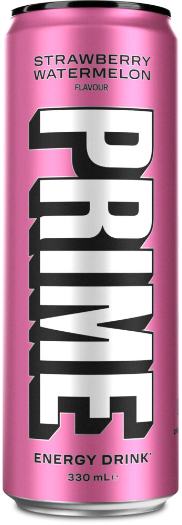 STRAWBERRY
WATERMELON
FLAVOUR
PRIME
ENERGY DRINK
330 mL